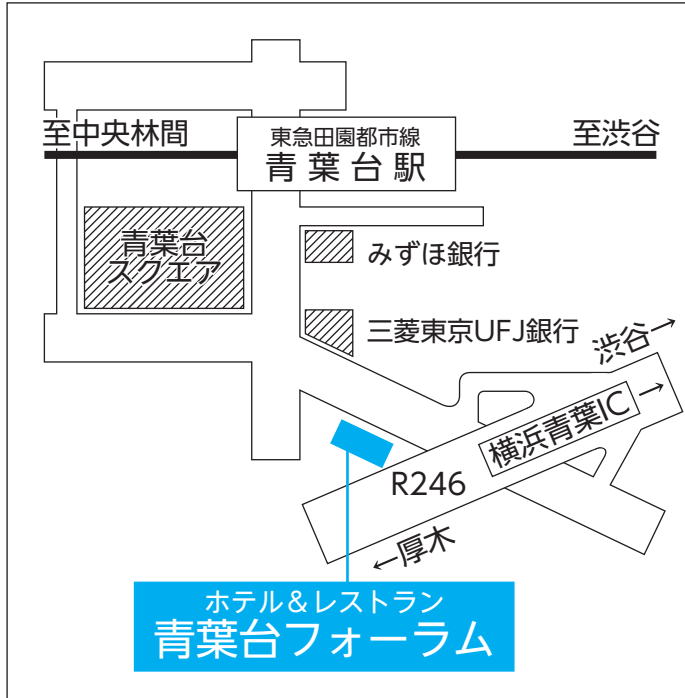 至中央林間
東急田園都市線
青葉台駅
至渋谷
青葉台
スクエア
みずほ銀行
三菱東京UFJ銀行
渋谷→
横浜青葉IC→
R246
←厚木
ホテル&レストラン
青葉台フォーラム